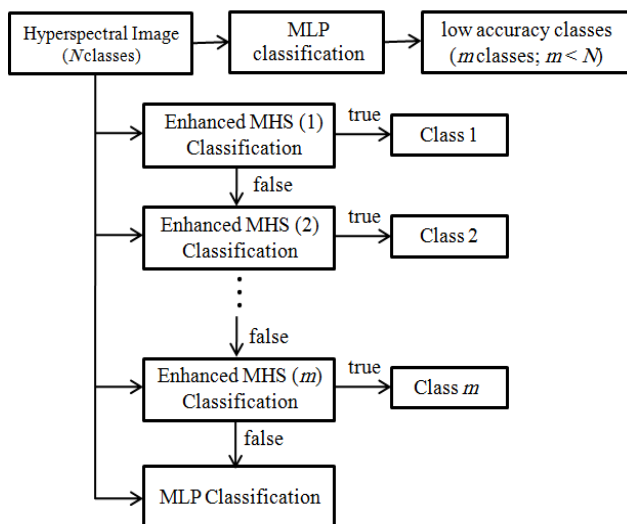 Hyperspectral Image
(N classes)
MLP
classification
low accuracy classes
(m classes; m < N)
Enhanced MHS (1)
Classification
true
Class 1
false
Enhanced MHS (2)
Classification
true
Class 2
false
Enhanced MHS (m)
Classification
true
Class m
false
MLP Classification